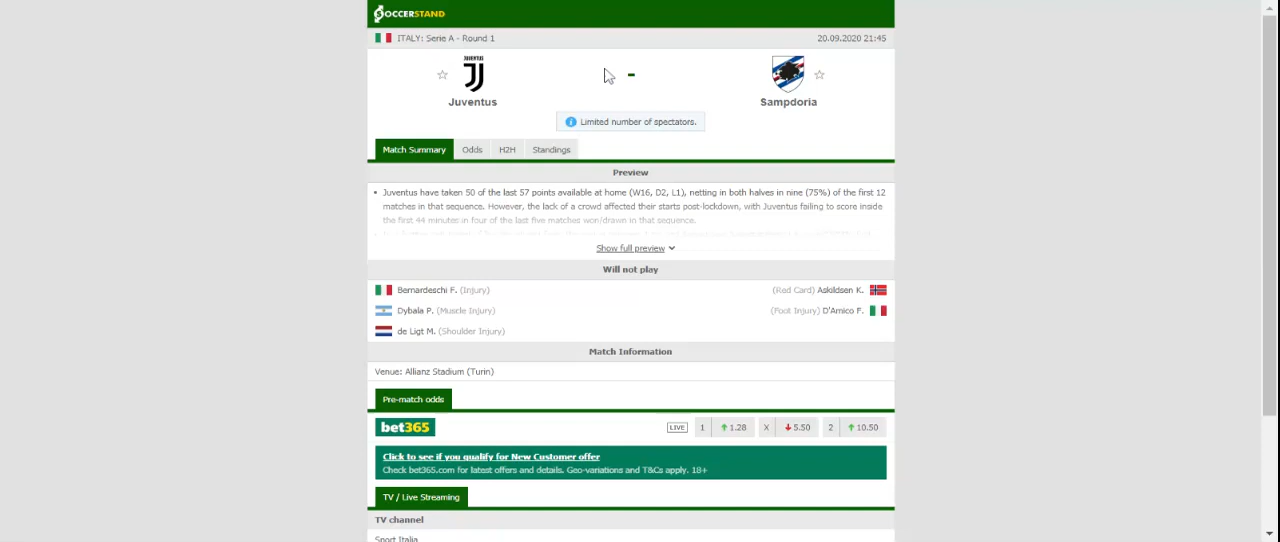 SOCCERSTAND
ITALY: Serie A - Round 1 20.09.2020 21:45
JUVENTUS
-
Juventus Sampdoria
Limited number of spectators.
Match Summary Odds H2H Standings
Preview
• Juventus have taken 50 of the last 57 points available at home (W16, D2, L1), netting in both halves in nine (75%) of the first 12
matches in that sequence. However, the lack of a crowd affected their starts post-lockdown, with Juventus failing to score inside
the first 44 minutes in four of the last five matches won/drawn in that sequence.
Show full preview
Will not play
Bernardeschi F. (Injury) (Red Card) Askildsen K.
Dybala P. (Muscle Injury) (Foot Injury) D'Amico F.
de Ligt M. (Shoulder Injury)
Match Information
Venue: Allianz Stadium (Turin)
Pre-match odds
bet365 LIVE 1 1.28 X 5.50 2 10.50
Click to see if you qualify for New Customer offer
Check bet365.com for latest offers and details. Geo-variations and T&Cs apply. 18+
TV / Live Streaming
TV channel
Sport Italia